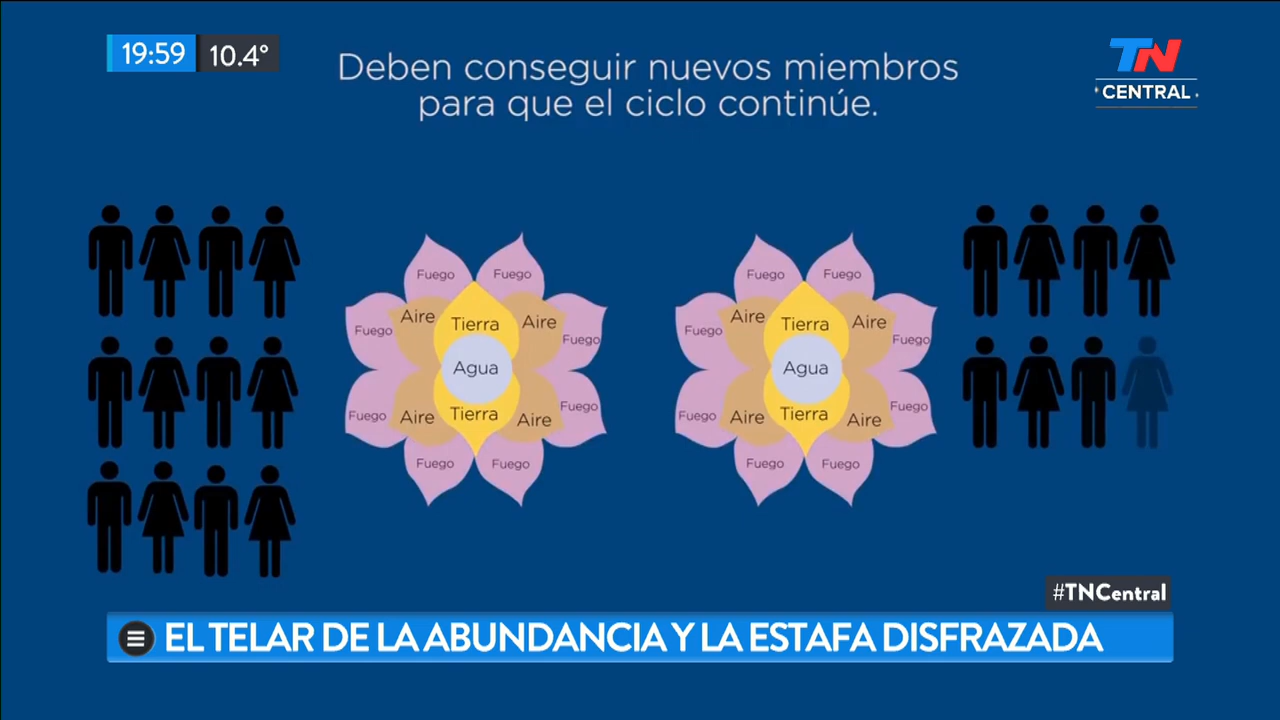 19:59 10.4°
TN
CENTRAL
Deben conseguir nuevos miembros
para que el ciclo continúe.
Fuego Fuego
Fuego Aire Tierra Aire Fuego
Agua
Fuego Aire Tierra Aire Fuego
Fuego Fuego
Fuego Fuego
Fuego Aire Tierra Aire Fuego
Agua
Fuego Aire Tierra Aire Fuego
Fuego Fuego
#TNCentral
EL TELAR DE LA ABUNDANCIA Y LA ESTAFA DISFRAZADA